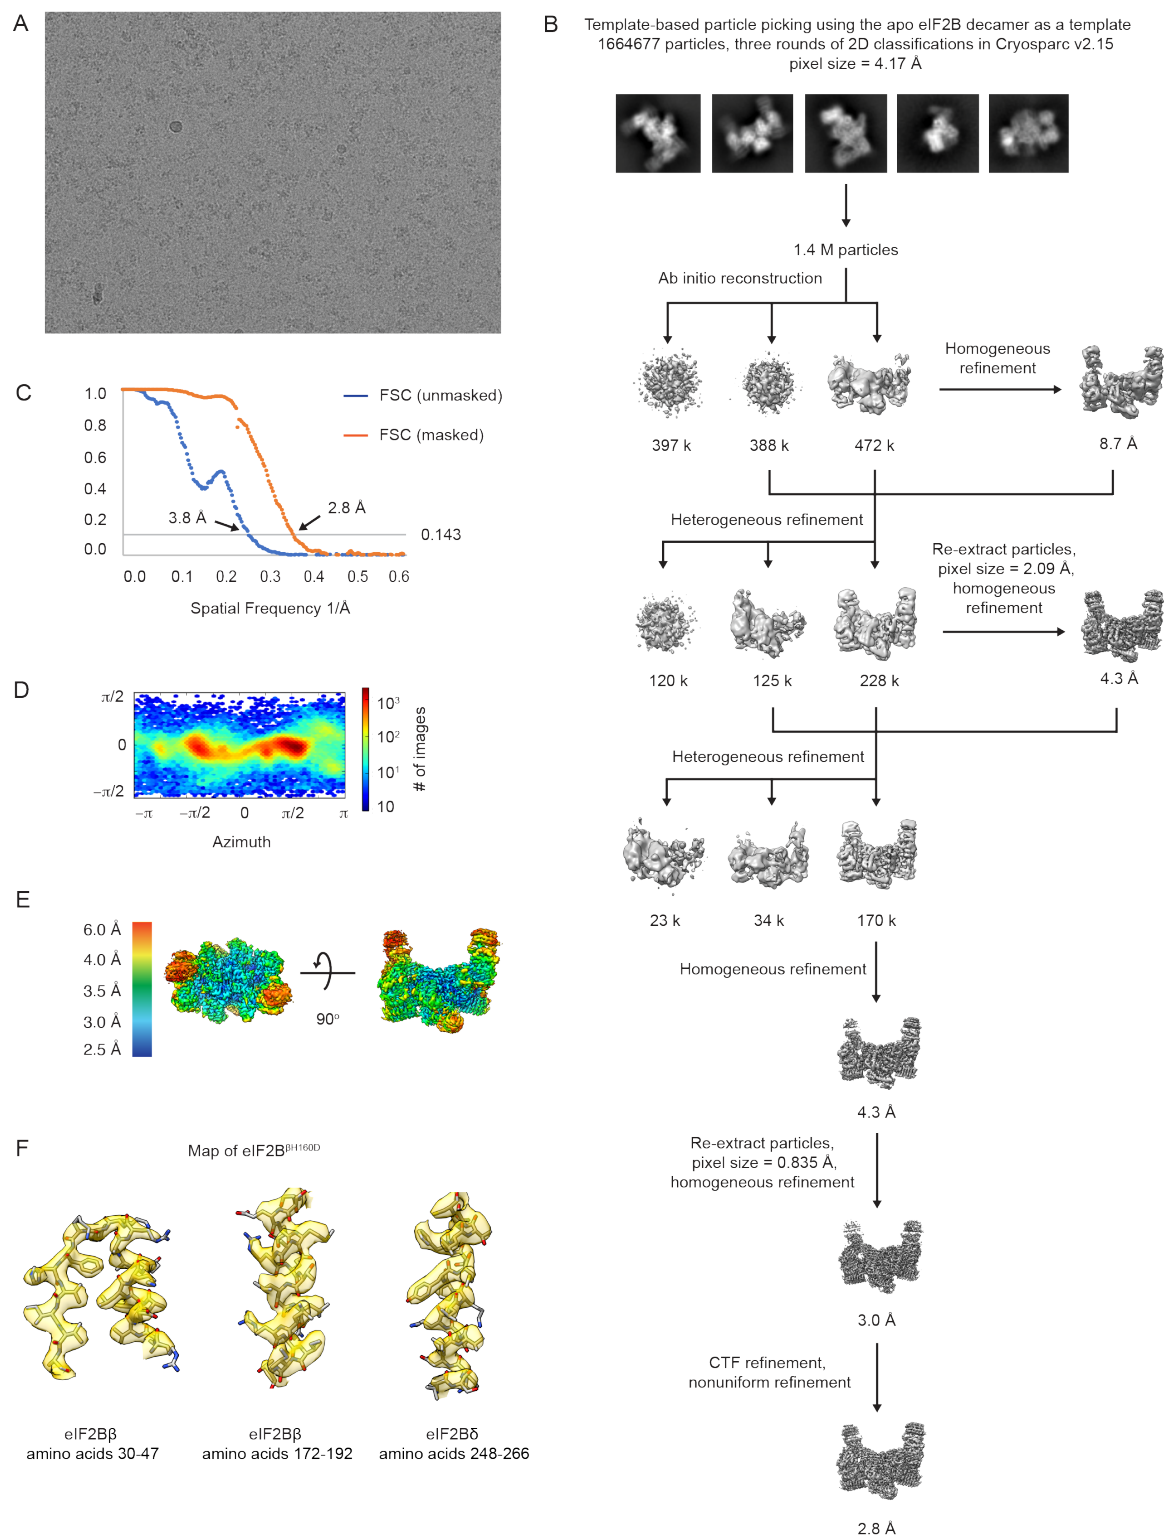 A
B
Template-based particle picking using the apo eIF2B decamer as a template
1664677 particles, three rounds of 2D classifications in Cryosparc v2.15
pixel size = 4.17 Å
1.4 M particles
Ab initio reconstruction
Homogeneous
refinement
397 k
388 k
472 k
8.7 Å
Heterogeneous refinement
Re-extract particles,
pixel size = 2.09 Å,
homogeneous
refinement
120 k
125 k
228 k
4.3 Å
Heterogeneous refinement
23 k
34 k
170 k
Homogeneous refinement
4.3 Å
Re-extract particles,
pixel size = 0.835 Å,
homogeneous refinement
3.0 Å
CTF refinement,
nonuniform refinement
2.8 Å
C
1.0
0.8
0.6
0.4
0.2
0.0
FSC (unmasked)
FSC (masked)
3.8 Å
2.8 Å
0.143
0.0 0.1 0.2 0.3 0.4 0.5 0.6
Spatial Frequency 1/Å
D
π/2
0
−π/2
−π −π/2 0 π/2 π
Azimuth
10³
10²
10¹
10
# of images
E
6.0 Å
4.0 Å
3.5 Å
3.0 Å
2.5 Å
90°
F
Map of eIF2Bβᴴ¹⁶⁰ᴰ
eIF2Bβ
amino acids 30-47
eIF2Bβ
amino acids 172-192
eIF2Bδ
amino acids 248-266